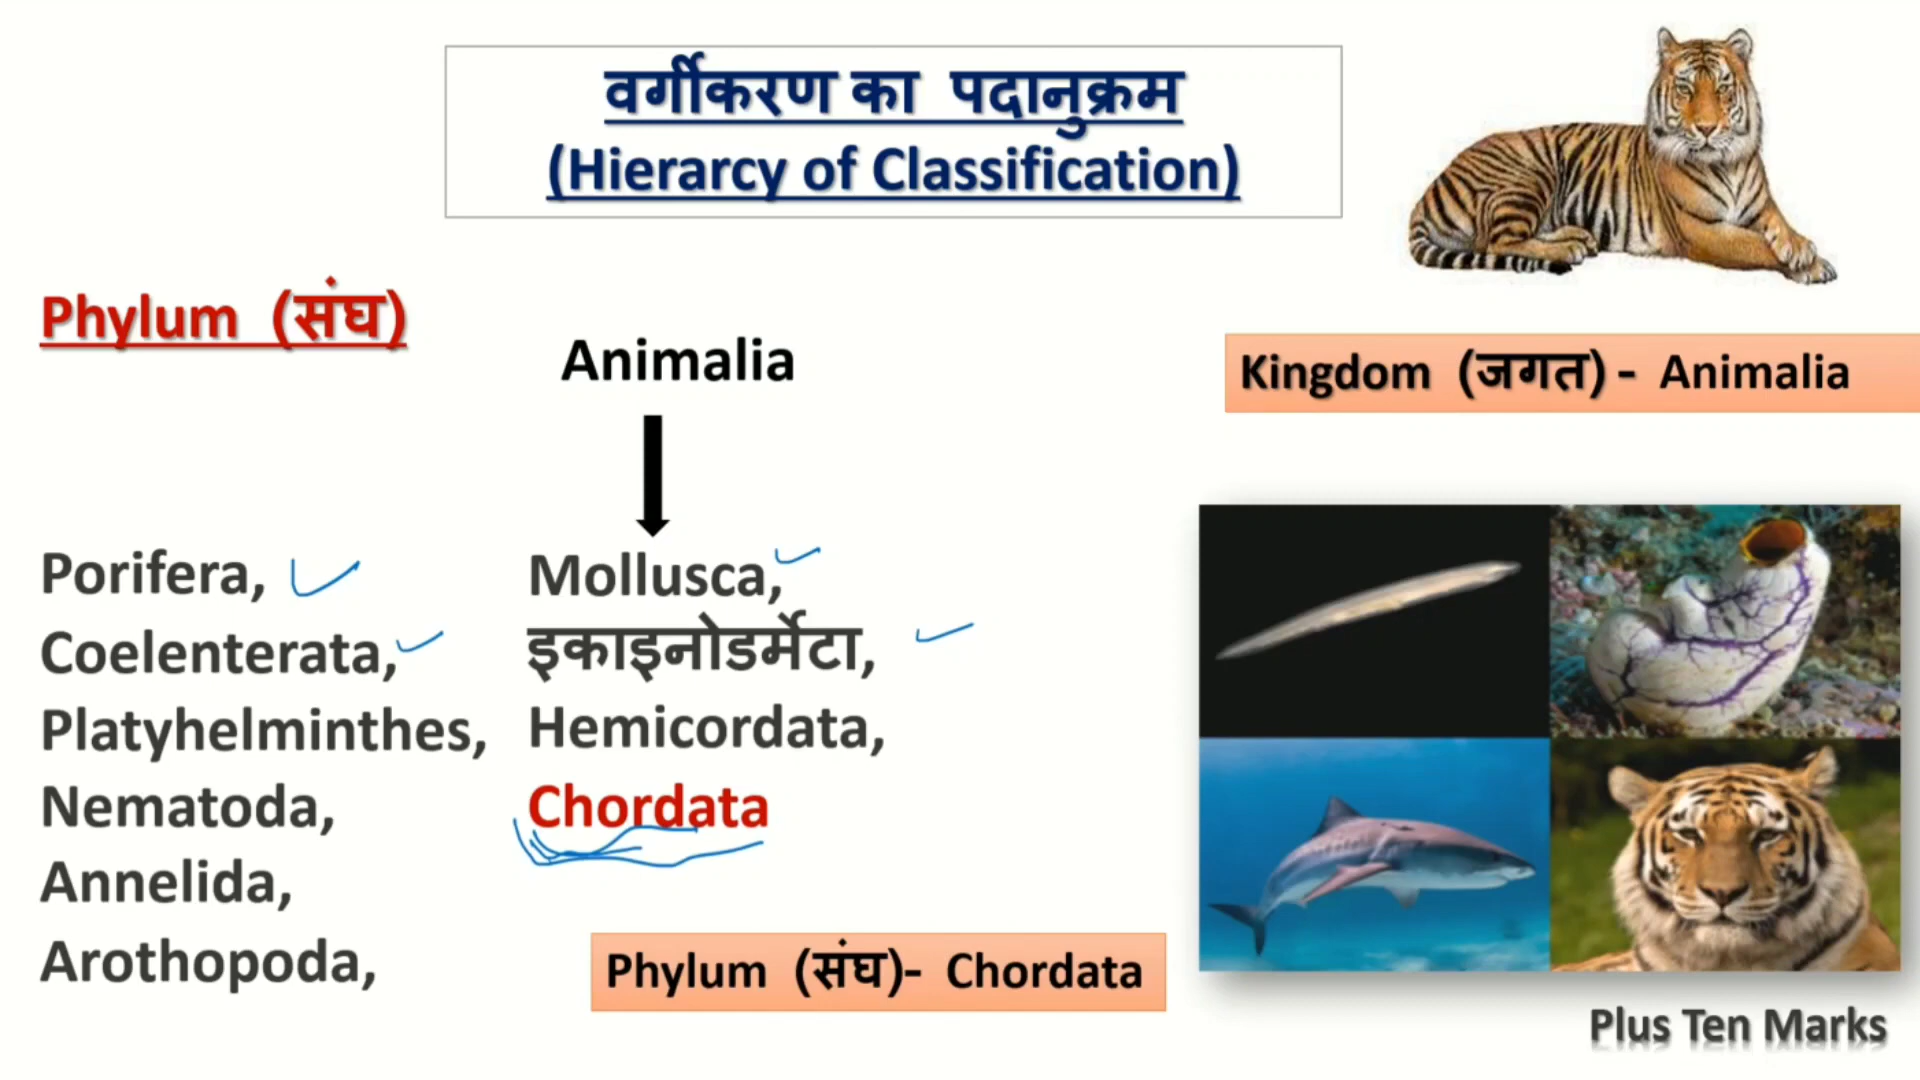 वर्गीकरण का पदानुक्रम
(Hierarcy of Classification)
Phylum (संघ)
Animalia
Kingdom (जगत) - Animalia
Porifera,
Coelenterata,
Platyhelminthes,
Nematoda,
Annelida,
Arothopoda,
Mollusca,
इकाइनोडर्मेटा,
Hemicordata,
Chordata
Phylum (संघ)- Chordata
Plus Ten Marks